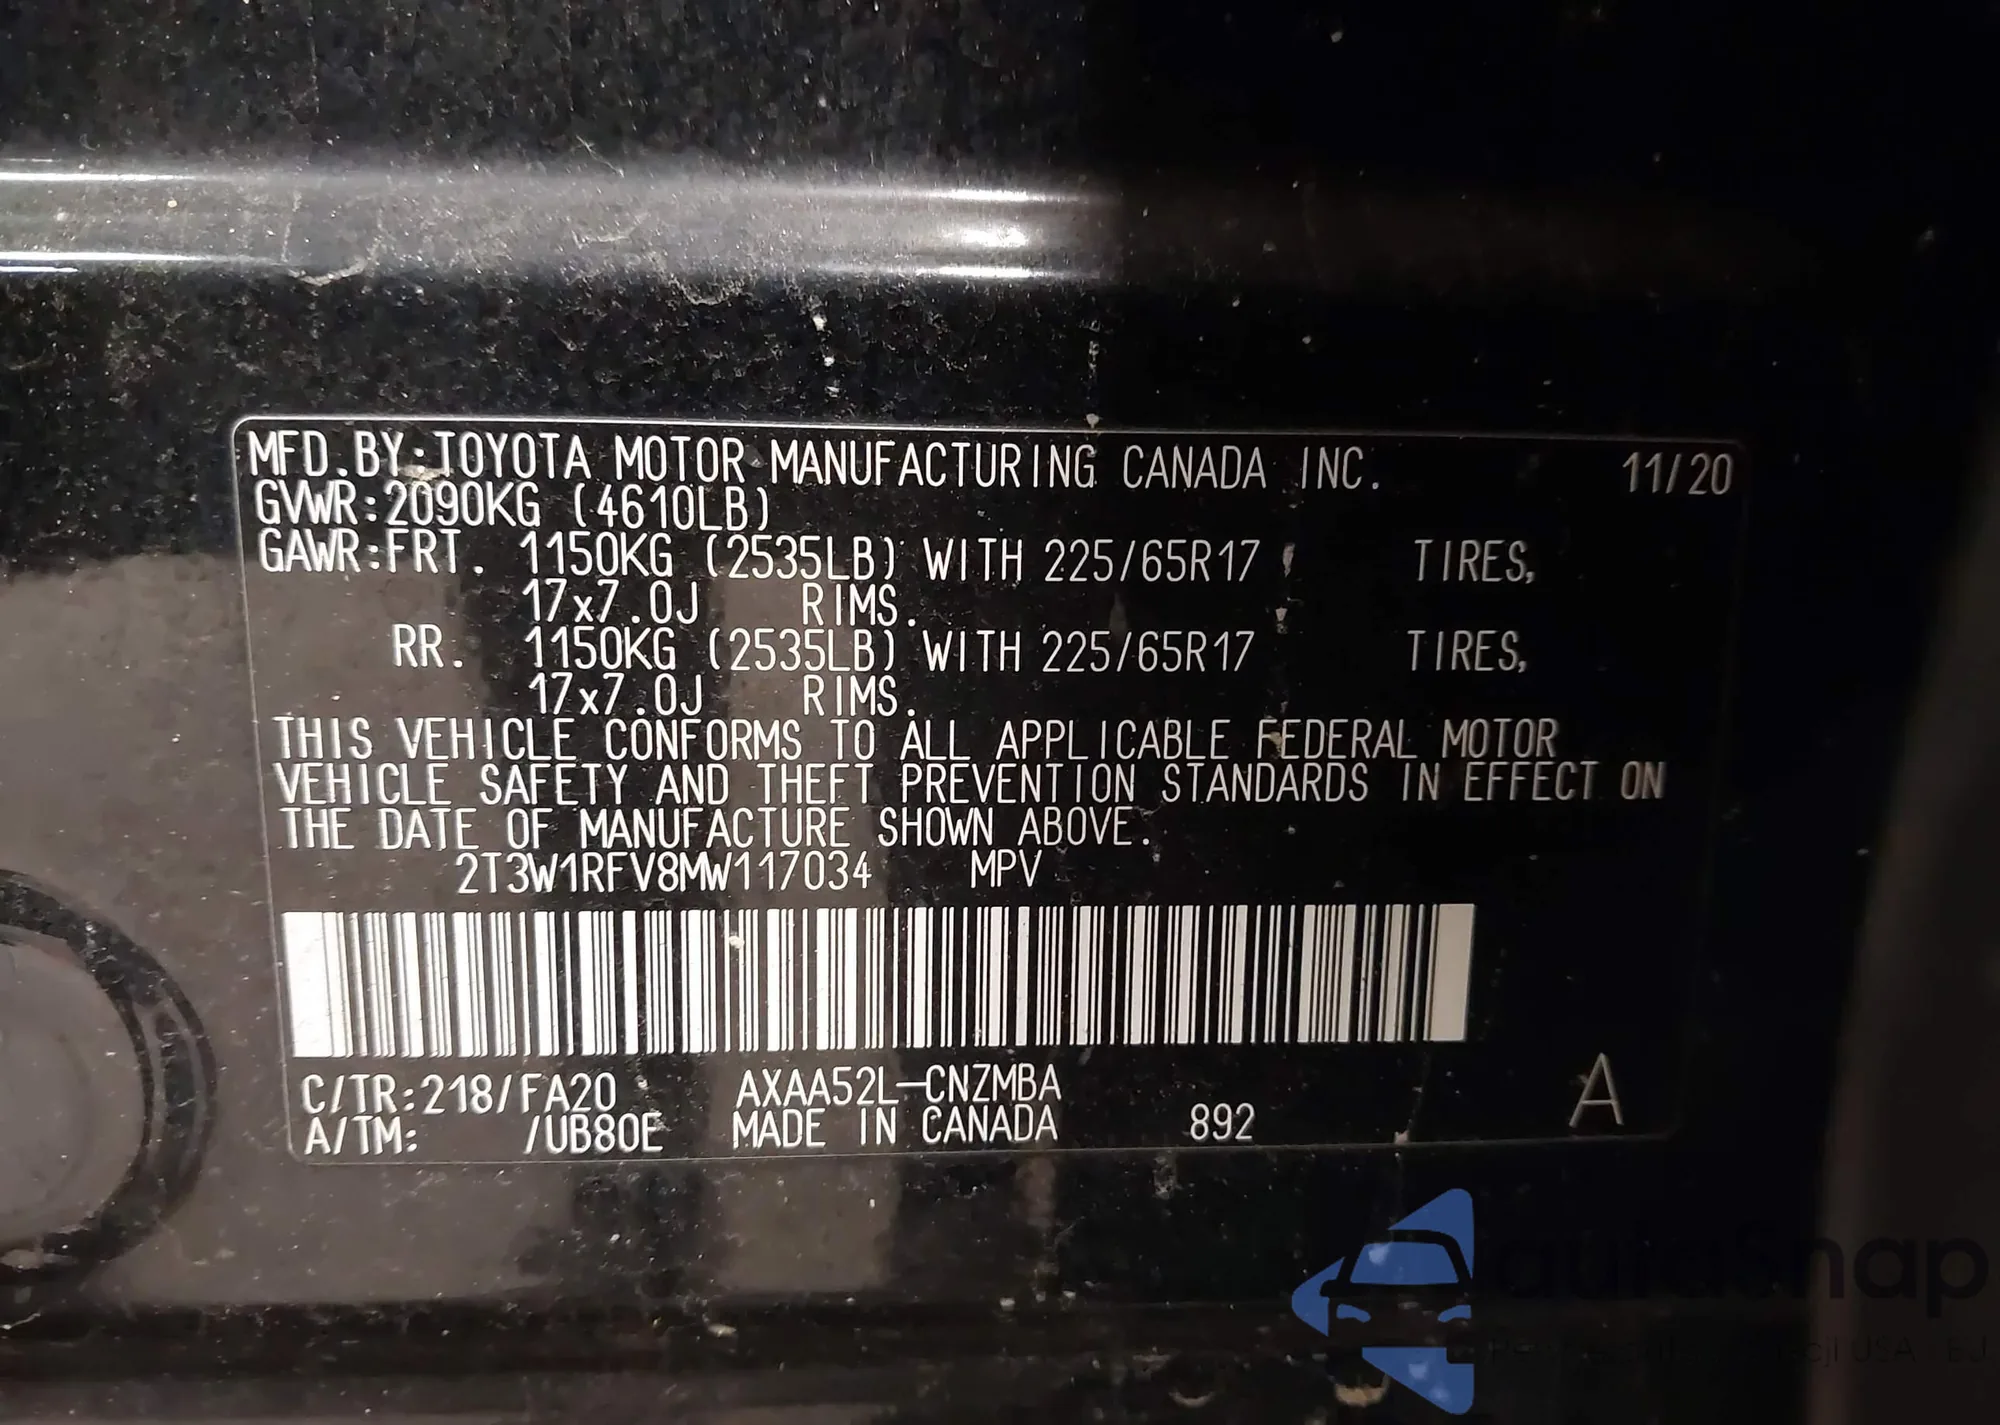 MFD.BY:TOYOTA MOTOR MANUFACTURING CANADA INC. 11/20
GVWR:2090KG (4610LB)
GAWR:FRT. 1150KG (2535LB) WITH 225/65R17 TIRES,
17x7.0J RIMS.
RR. 1150KG (2535LB) WITH 225/65R17 TIRES,
17x7.0J RIMS.
THIS VEHICLE CONFORMS TO ALL APPLICABLE FEDERAL MOTOR
VEHICLE SAFETY AND THEFT PREVENTION STANDARDS IN EFFECT ON
THE DATE OF MANUFACTURE SHOWN ABOVE.
2T3W1RFV8MW117034 MPV
C/TR:218/FA20 AXAA52L-CNZMBA
A/TM: /UB80E MADE IN CANADA 892 A
autosnap
USA